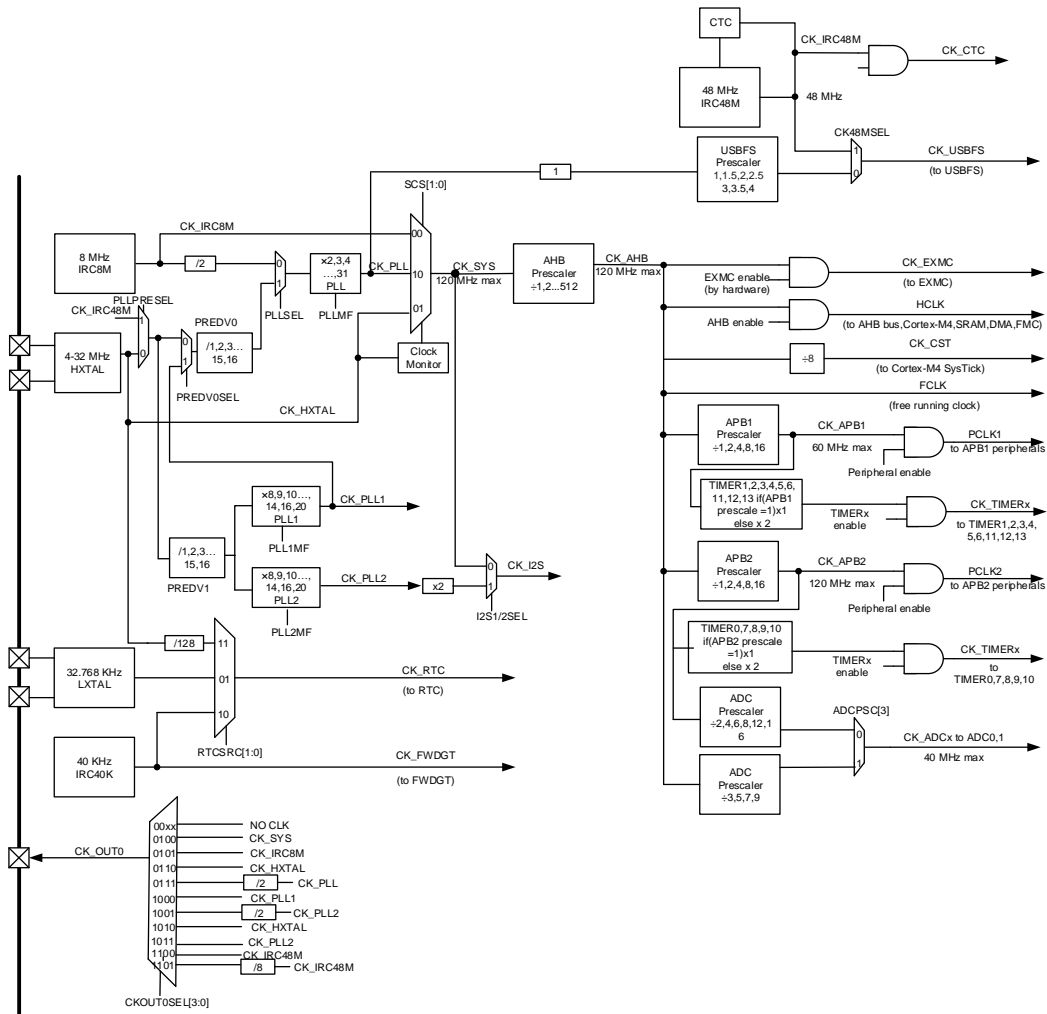 CTC
CK_IRC48M
CK_CTC
48 MHz
IRC48M
48 MHz
CK48MSEL
USBFS
Prescaler
1,1.5,2,2.5
3,3.5,4
1
0
CK_USBFS
(to USBFS)
1
SCS[1:0]
CK_IRC8M
00
8 MHz
IRC8M
/2
0
1
PLLSEL
×2,3,4
…,31
PLL
PLLMF
CK_PLL
10
01
CK_SYS
120 MHz max
AHB
Prescaler
÷1,2...512
CK_AHB
120 MHz max
EXMC enable
(by hardware)
CK_EXMC
(to EXMC)
AHB enable
HCLK
(to AHB bus,Cortex-M4,SRAM,DMA,FMC)
÷8
CK_CST
(to Cortex-M4 SysTick)
FCLK
(free running clock)
PLLPRESEL
CK_IRC48M
1
0
4-32 MHz
HXTAL
PREDV0
0
1
/1,2,3…
15,16
PREDV0SEL
Clock
Monitor
CK_HXTAL
APB1
Prescaler
÷1,2,4,8,16
CK_APB1
60 MHz max
Peripheral enable
PCLK1
to APB1 peripherals
TIMER1,2,3,4,5,6,
11,12,13 if(APB1
prescale =1)x1
else x 2
TIMERx
enable
CK_TIMERx
to TIMER1,2,3,4,
5,6,11,12,13
×8,9,10…,
14,16,20
PLL1
CK_PLL1
PLL1MF
/1,2,3…
15,16
PREDV1
×8,9,10…,
14,16,20
PLL2
CK_PLL2
PLL2MF
x2
0
1
CK_I2S
I2S1/2SEL
APB2
Prescaler
÷1,2,4,8,16
CK_APB2
120 MHz max
Peripheral enable
PCLK2
to APB2 peripherals
TIMER0,7,8,9,10
if(APB2 prescale
=1)x1
else x 2
TIMERx
enable
CK_TIMERx
to
TIMER0,7,8,9,10
/128
11
01
10
32.768 KHz
LXTAL
CK_RTC
(to RTC)
RTCSRC[1:0]
40 KHz
IRC40K
CK_FWDGT
(to FWDGT)
ADC
Prescaler
÷2,4,6,8,12,1
6
ADCPSC[3]
0
1
CK_ADCx to ADC0,1
40 MHz max
ADC
Prescaler
÷3,5,7,9
CK_OUT0
00xx
NO CLK
0100
CK_SYS
0101
CK_IRC8M
0110
CK_HXTAL
0111
/2
CK_PLL
1000
CK_PLL1
1001
/2
CK_PLL2
1010
CK_HXTAL
1011
CK_PLL2
1100
CK_IRC48M
1101
/8
CK_IRC48M
CKOUT0SEL[3:0]